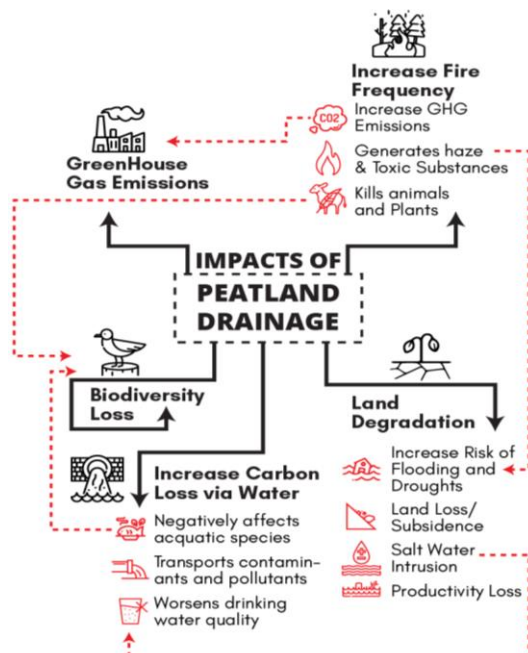 Increase Fire
Frequency
CO2
Increase GHG
Emissions
Generates haze
& Toxic Substances
Kills animals
and Plants
GreenHouse
Gas Emissions
IMPACTS OF
PEATLAND
DRAINAGE
Biodiversity
Loss
Land
Degradation
Increase Risk of
Flooding and
Droughts
Land Loss/
Subsidence
Salt Water
Intrusion
Productivity Loss
Increase Carbon
Loss via Water
Negatively affects
acquatic species
Transports contamin-
ants and pollutants
Worsens drinking
water quality